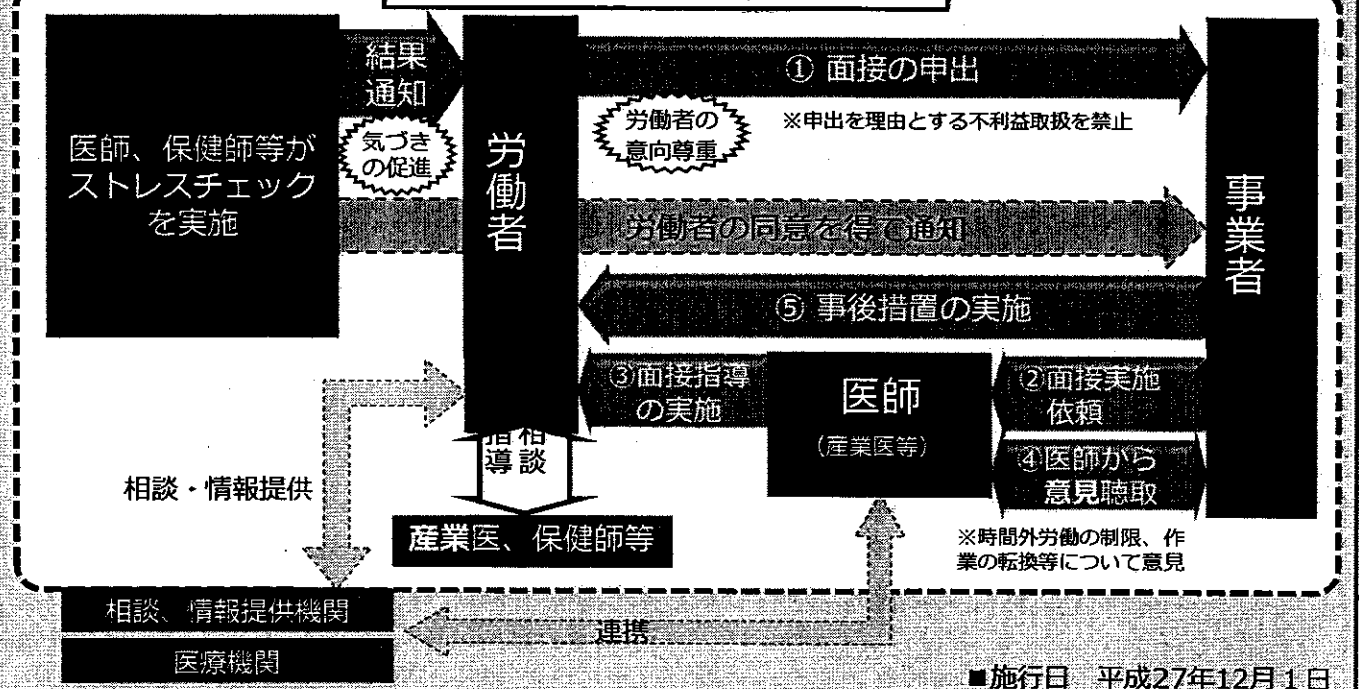 医師、保健師等が
ストレスチェック
を実施
結果
通知
気づき
の促進
労働者
① 面接の申出
労働者の
意向尊重
※申出を理由とする不利益取扱を禁止
労働者の同意を得て通知
事業者
⑤ 事後措置の実施
③面接指導
の実施
医師
(産業医等)
②面接実施
依頼
④医師から
意見聴取
※時間外労働の制限、作
業の転換等について意見
相談
指導
産業医、保健師等
相談・情報提供
相談、情報提供機関
医療機関
連携
■施行日 平成27年12月1日